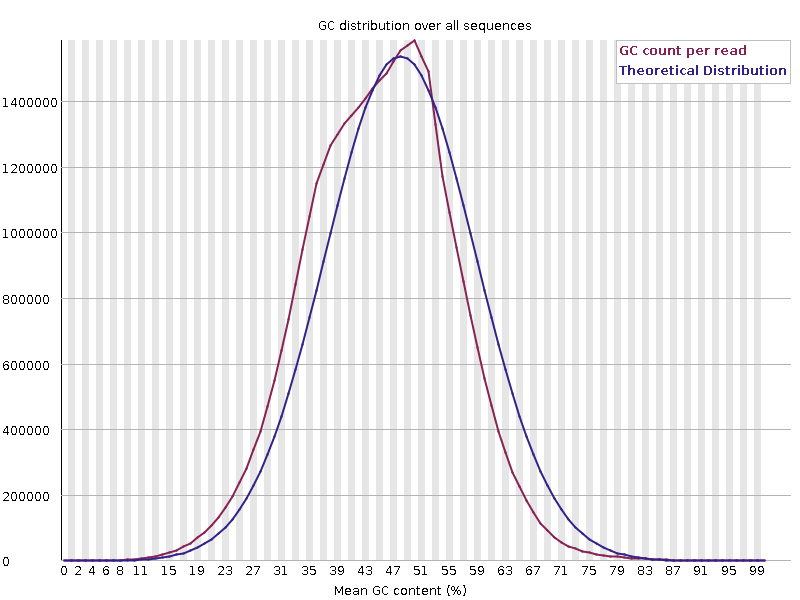 GC distribution over all sequences
GC count per read
Theoretical Distribution
1400000
1200000
1000000
800000
600000
400000
200000
0
0 2 4 6 8 11 15 19 23 27 31 35 39 43 47 51 55 59 63 67 71 75 79 83 87 91 95 99
Mean GC content (%)